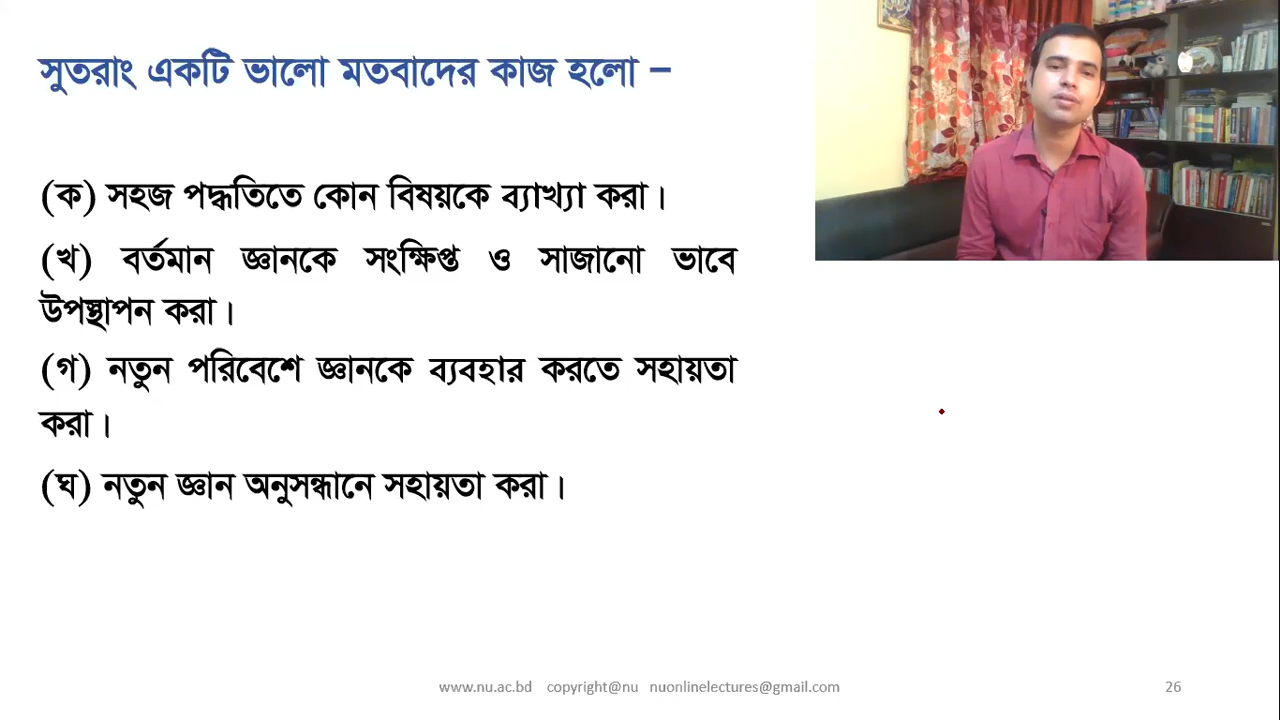 সুতরাং একটি ভালো মতবাদের কাজ হলো –
(ক) সহজ পদ্ধতিতে কোন বিষয়কে ব্যাখ্যা করা।
(খ) বর্তমান জ্ঞানকে সংক্ষিপ্ত ও সাজানো ভাবে
উপস্থাপন করা।
(গ) নতুন পরিবেশে জ্ঞানকে ব্যবহার করতে সহায়তা
করা।
(ঘ) নতুন জ্ঞান অনুসন্ধানে সহায়তা করা।
www.nu.ac.bd copyright@nu nuonlinelectures@gmail.com 26